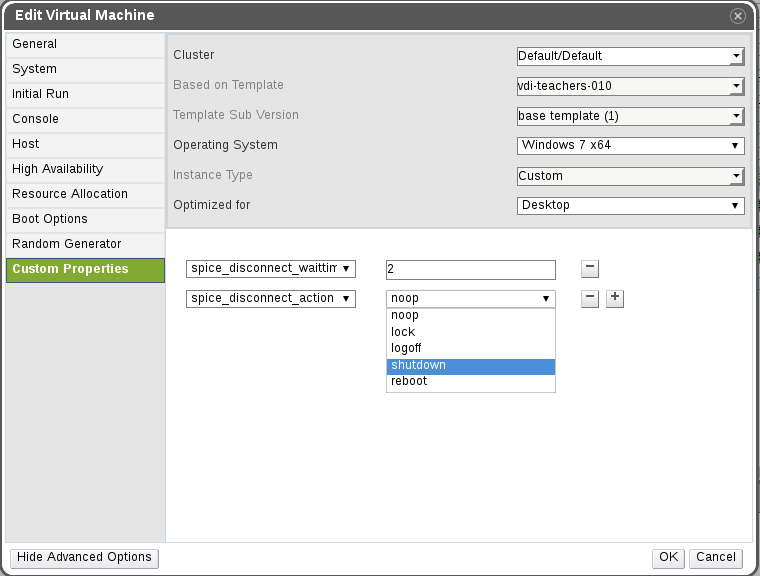 Edit Virtual Machine
General
System
Initial Run
Console
Host
High Availability
Resource Allocation
Boot Options
Random Generator
Custom Properties
Cluster Default/Default
Based on Template vdi-teachers-010
Template Sub Version base template (1)
Operating System Windows 7 x64
Instance Type Custom
Optimized for Desktop
spice_disconnect_waittim 2 −
spice_disconnect_action noop − +
noop
lock
logoff
shutdown
reboot
Hide Advanced Options OK Cancel